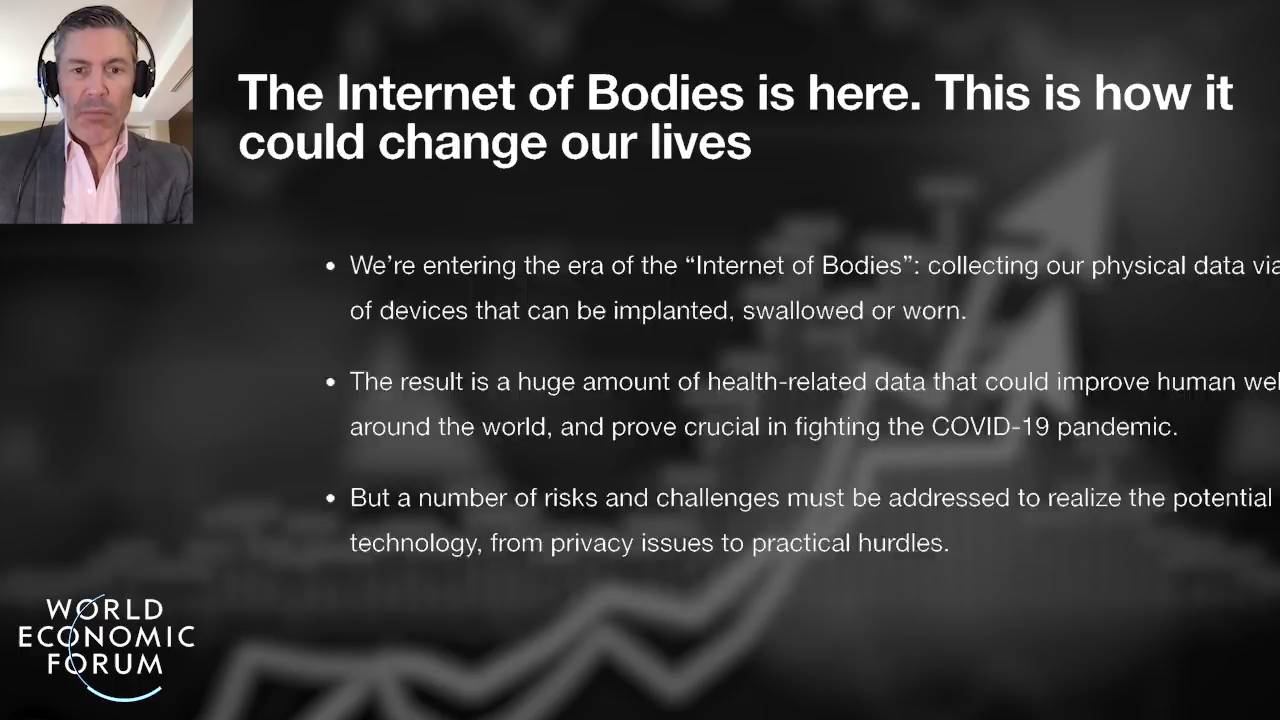 The Internet of Bodies is here. This is how it
could change our lives
• We’re entering the era of the “Internet of Bodies”: collecting our physical data via
of devices that can be implanted, swallowed or worn.
• The result is a huge amount of health-related data that could improve human wel
around the world, and prove crucial in fighting the COVID-19 pandemic.
• But a number of risks and challenges must be addressed to realize the potential
technology, from privacy issues to practical hurdles.
WORLD
ECONOMIC
FORUM